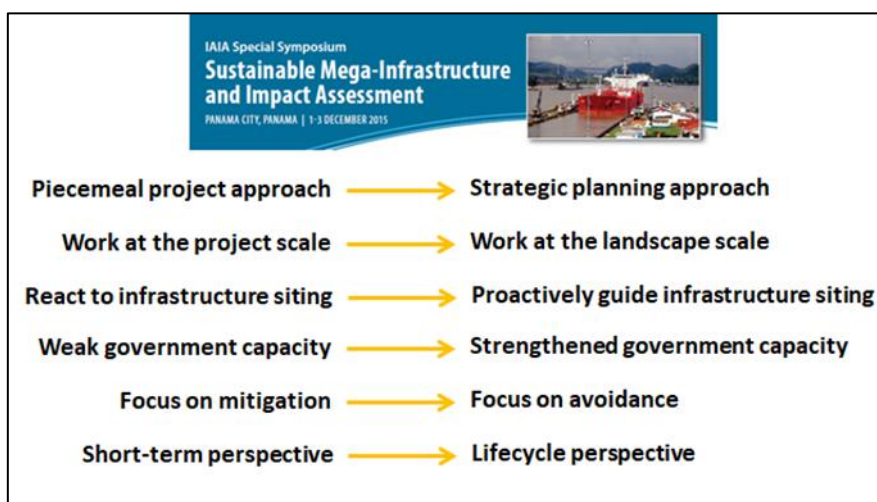 IAIA Special Symposium
Sustainable Mega-Infrastructure
and Impact Assessment
PANAMA CITY, PANAMA | 1-3 DECEMBER 2015
Piecemeal project approach Strategic planning approach
Work at the project scale Work at the landscape scale
React to infrastructure siting Proactively guide infrastructure siting
Weak government capacity Strengthened government capacity
Focus on mitigation Focus on avoidance
Short-term perspective Lifecycle perspective